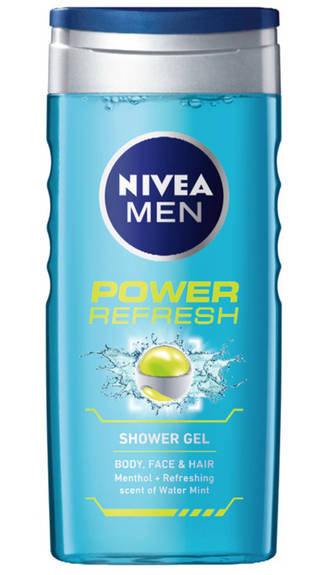 NIVEA
MEN
POWER
REFRESH
SHOWER GEL
BODY, FACE & HAIR
Menthol + Refreshing
scent of Water Mint